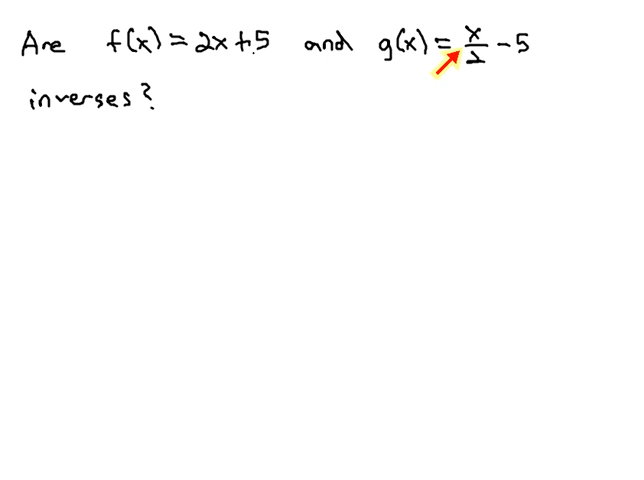 Are f(x) = 2x + 5 and g(x) = x/2 - 5
inverses?